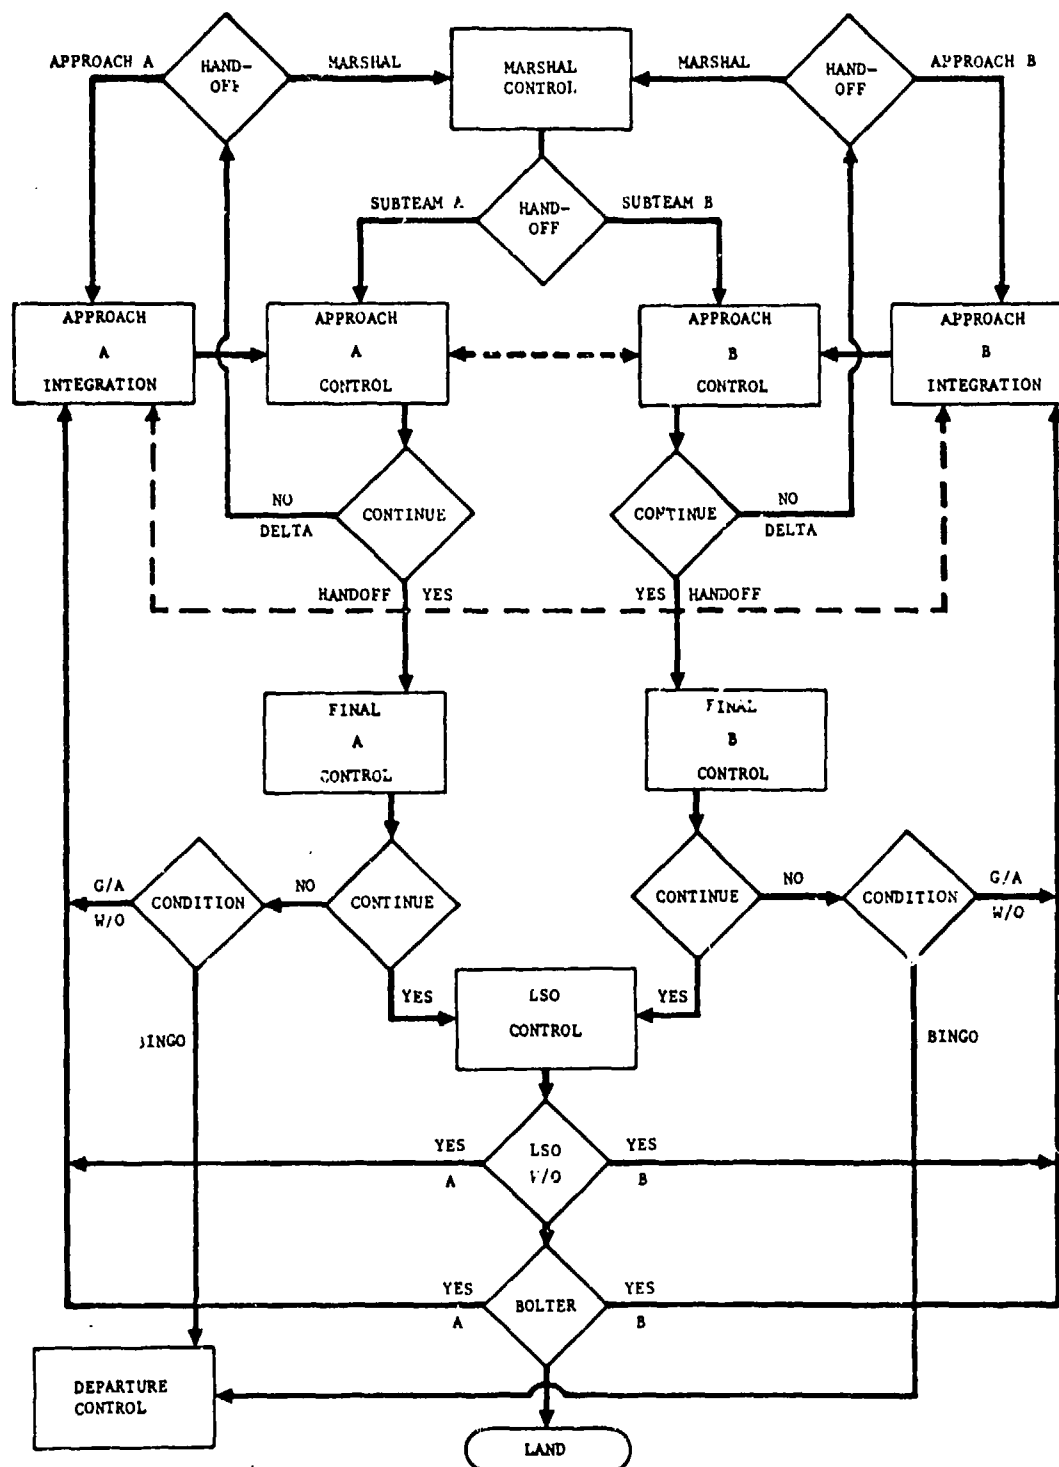 APPROACH A
HAND-
OFF
MARSHAL
MARSHAL
CONTROL
MARSHAL
HAND-
OFF
APPROACH B
SUBTEAM A
HAND-
OFF
SUBTEAM B
APPROACH
A
INTEGRATION
APPROACH
A
CONTROL
APPROACH
B
CONTROL
APPROACH
B
INTEGRATION
NO
DELTA
CONTINUE
CONTINUE
NO
DELTA
HANDOFF
YES
YES
HANDOFF
FINAL
A
CONTROL
FINAL
B
CONTROL
G/A
W/O
CONDITION
NO
CONTINUE
CONTINUE
NO
CONDITION
G/A
W/O
YES
LSO
CONTROL
YES
BINGO
BINGO
YES
A
LSO
W/O
YES
B
YES
A
BOLTER
YES
B
DEPARTURE
CONTROL
LAND